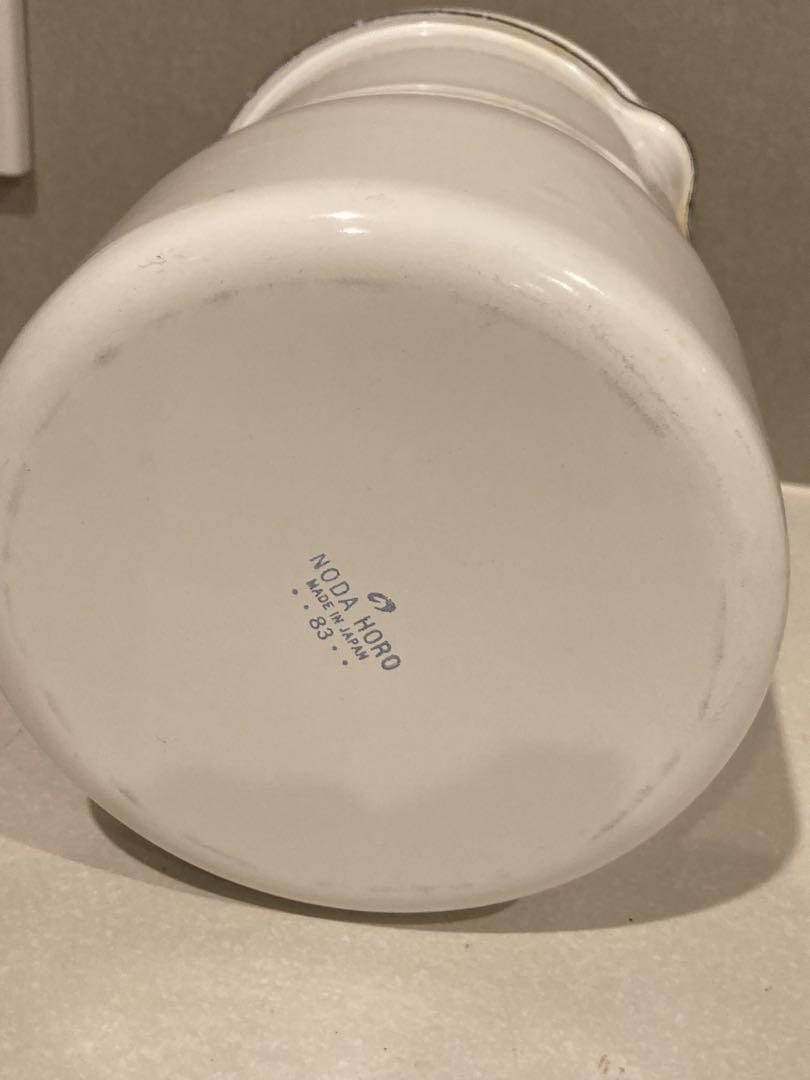 NODA HORO
MADE IN JAPAN
• • 83 • •